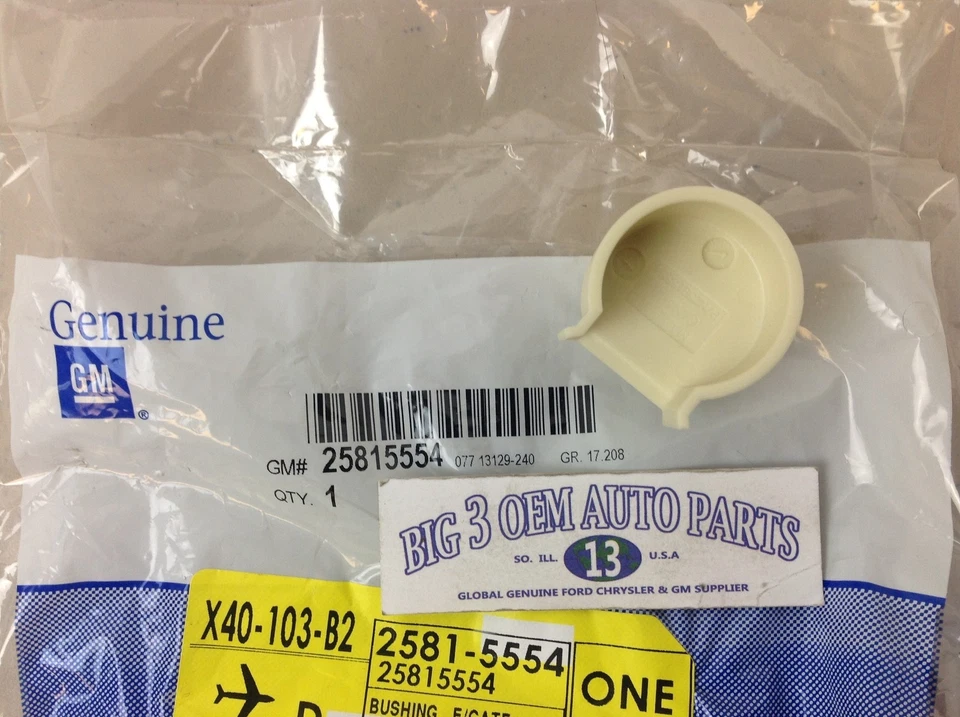 Genuine
GM ®
GM# 25815554 077 13129-240 GR. 17.208
QTY. 1
BIG 3 OEM AUTO PARTS
SO. ILL. 13 U.S.A
GLOBAL GENUINE FORD CHRYSLER & GM SUPPLIER
X40-103-B2
2581-5554
25815554
ONE
BUSHING